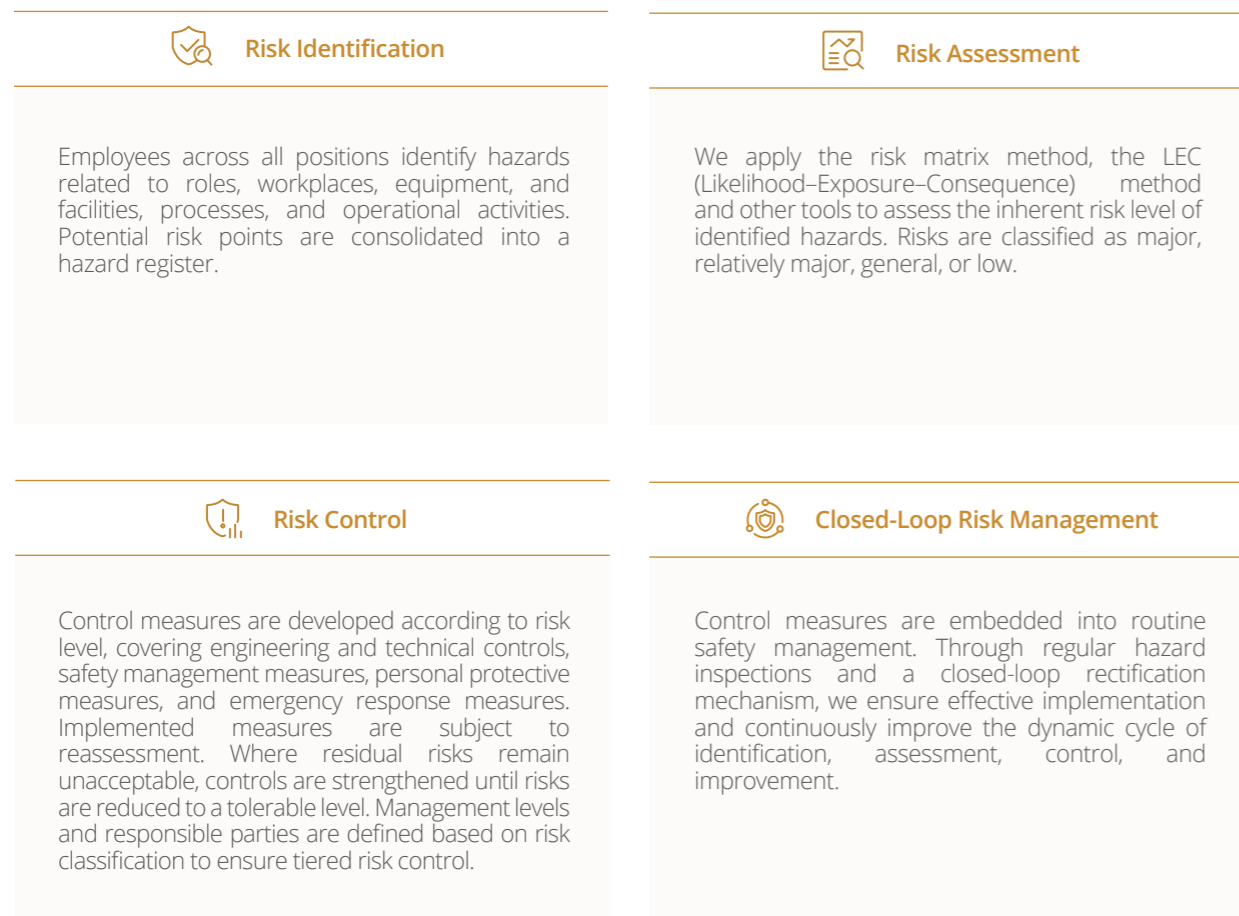 Risk Identification
Employees across all positions identify hazards
related to roles, workplaces, equipment, and
facilities, processes, and operational activities.
Potential risk points are consolidated into a
hazard register.
Risk Assessment
We apply the risk matrix method, the LEC
(Likelihood–Exposure–Consequence) method
and other tools to assess the inherent risk level of
identified hazards. Risks are classified as major,
relatively major, general, or low.
Risk Control
Control measures are developed according to risk
level, covering engineering and technical controls,
safety management measures, personal protective
measures, and emergency response measures.
Implemented measures are subject to
reassessment. Where residual risks remain
unacceptable, controls are strengthened until risks
are reduced to a tolerable level. Management levels
and responsible parties are defined based on risk
classification to ensure tiered risk control.
Closed-Loop Risk Management
Control measures are embedded into routine
safety management. Through regular hazard
inspections and a closed-loop rectification
mechanism, we ensure effective implementation
and continuously improve the dynamic cycle of
identification, assessment, control, and
improvement.